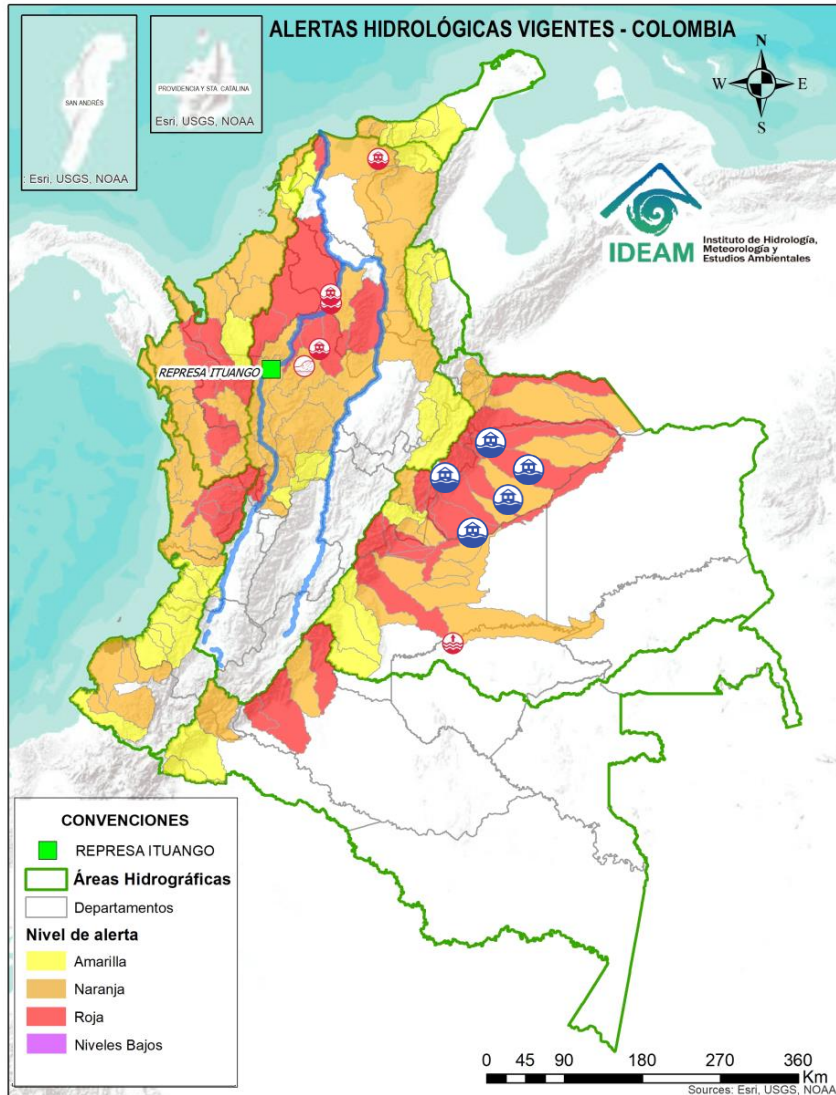 ALERTAS HIDROLÓGICAS VIGENTES - COLOMBIA
SAN ANDRÉS
: Esri, USGS, NOAA
PROVIDENCIA Y STA. CATALINA
Esri, USGS, NOAA
N
W
E
S
IDEAM
Instituto de Hidrología,
Meteorología y
Estudios Ambientales
REPRESA ITUANGO
CONVENCIONES
REPRESA ITUANGO
Áreas Hidrográficas
Departamentos
Nivel de alerta
Amarilla
Naranja
Roja
Niveles Bajos
0 45 90 180 270 360
Km
Sources: Esri, USGS, NOAA